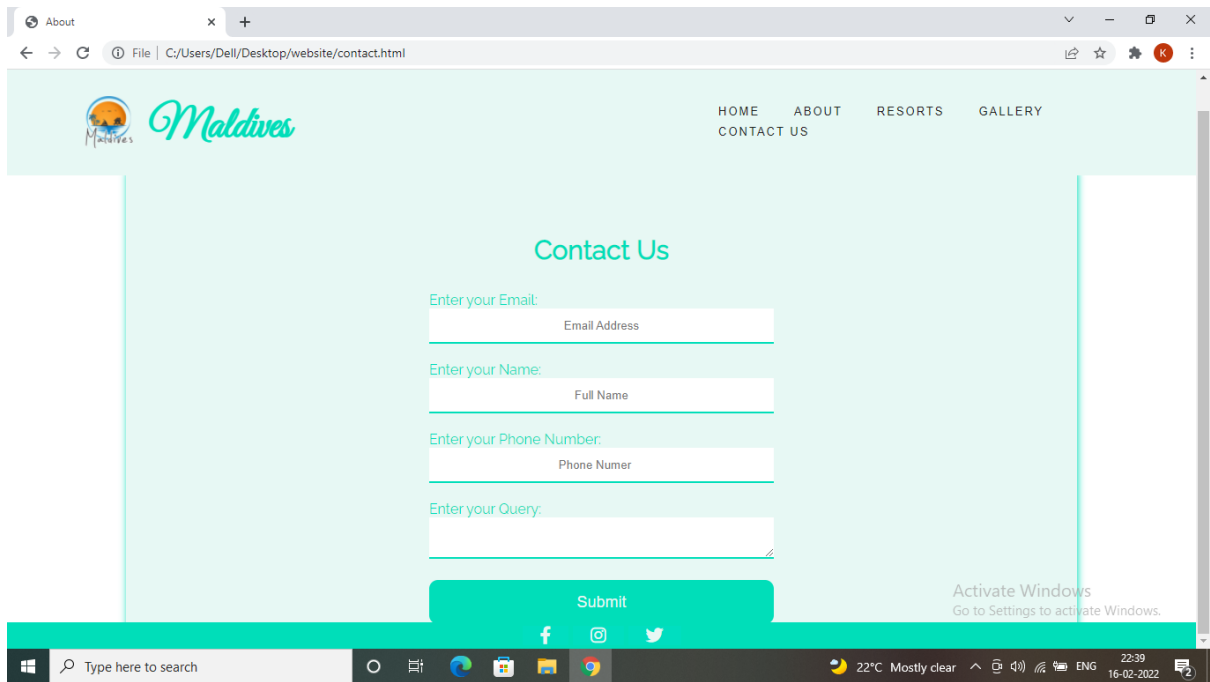 About
File | C:/Users/Dell/Desktop/website/contact.html
K
Maldives
Maldives
HOME ABOUT RESORTS GALLERY
CONTACT US
Contact Us
Enter your Email:
Email Address
Enter your Name:
Full Name
Enter your Phone Number:
Phone Numer
Enter your Query:
Submit
Activate Windows
Go to Settings to activate Windows.
Type here to search
22°C Mostly clear
ENG
22:39
16-02-2022
2